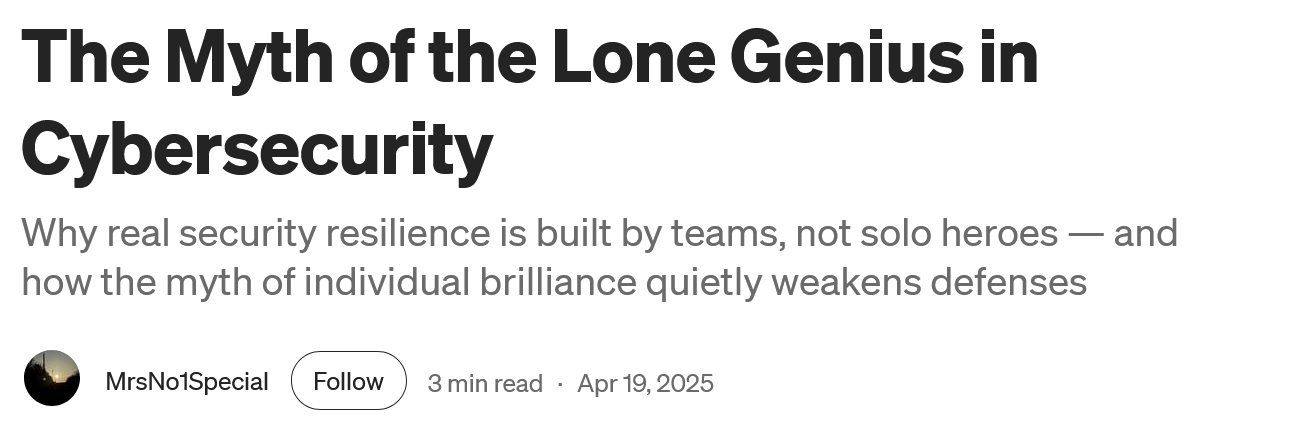 The Myth of the Lone Genius in
Cybersecurity
Why real security resilience is built by teams, not solo heroes — and
how the myth of individual brilliance quietly weakens defenses
MrsNo1Special Follow 3 min read · Apr 19, 2025